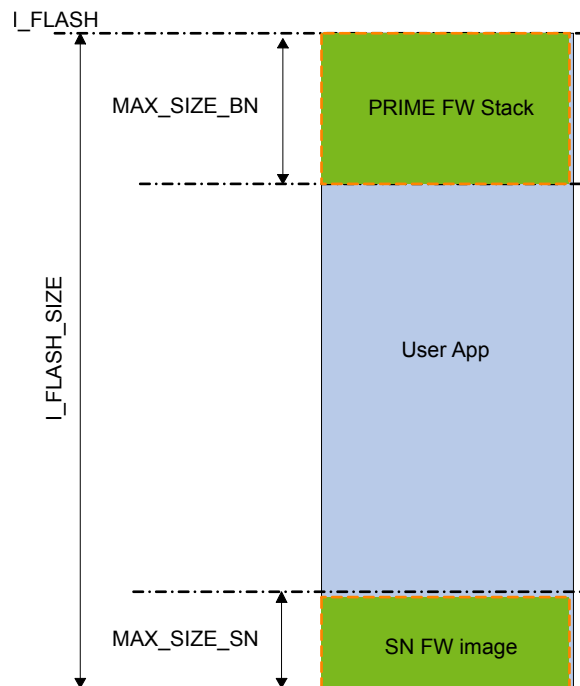 I_FLASH
MAX_SIZE_BN
PRIME FW Stack
I_FLASH_SIZE
User App
MAX_SIZE_SN
SN FW image